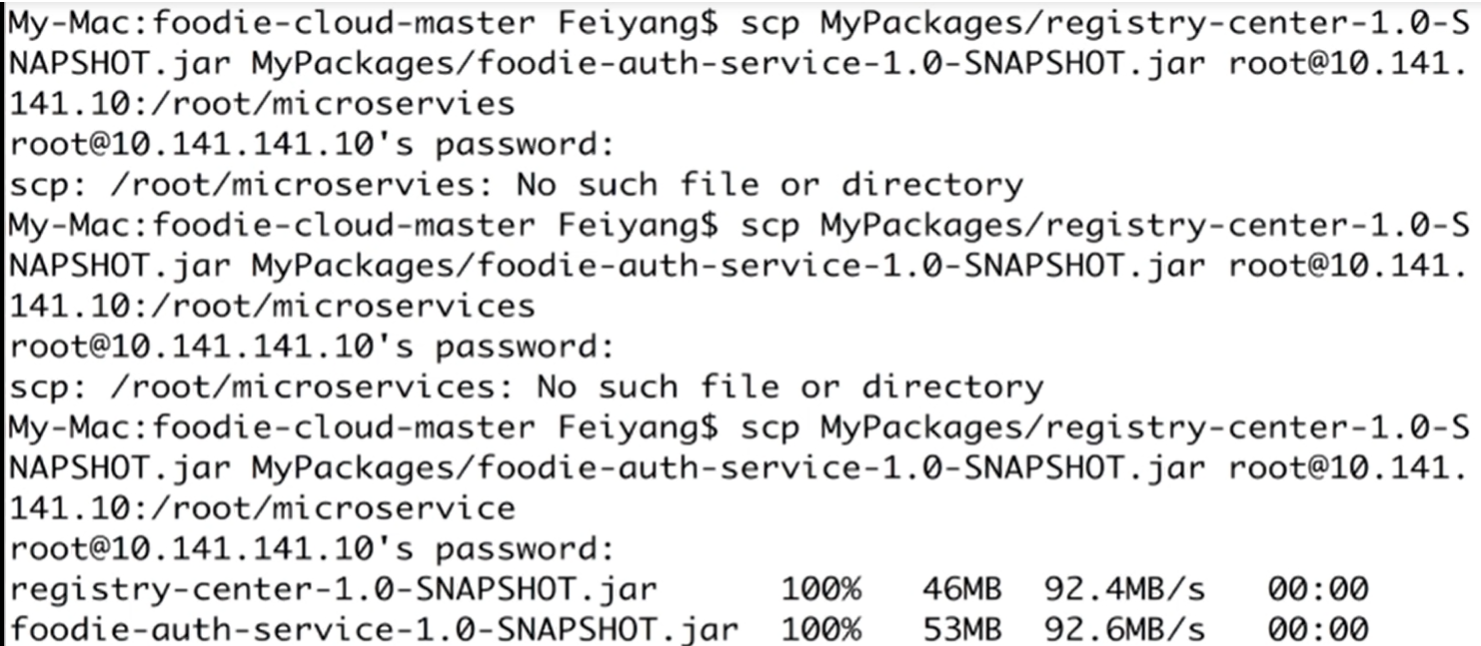 My-Mac:foodie-cloud-master Feiyang$ scp MyPackages/registry-center-1.0-S
NAPSHOT.jar MyPackages/foodie-auth-service-1.0-SNAPSHOT.jar root@10.141.
141.10:/root/microservies
root@10.141.141.10's password:
scp: /root/microservies: No such file or directory
My-Mac:foodie-cloud-master Feiyang$ scp MyPackages/registry-center-1.0-S
NAPSHOT.jar MyPackages/foodie-auth-service-1.0-SNAPSHOT.jar root@10.141.
141.10:/root/microservices
root@10.141.141.10's password:
scp: /root/microservices: No such file or directory
My-Mac:foodie-cloud-master Feiyang$ scp MyPackages/registry-center-1.0-S
NAPSHOT.jar MyPackages/foodie-auth-service-1.0-SNAPSHOT.jar root@10.141.
141.10:/root/microservice
root@10.141.141.10's password:
registry-center-1.0-SNAPSHOT.jar 100% 46MB 92.4MB/s 00:00
foodie-auth-service-1.0-SNAPSHOT.jar 100% 53MB 92.6MB/s 00:00